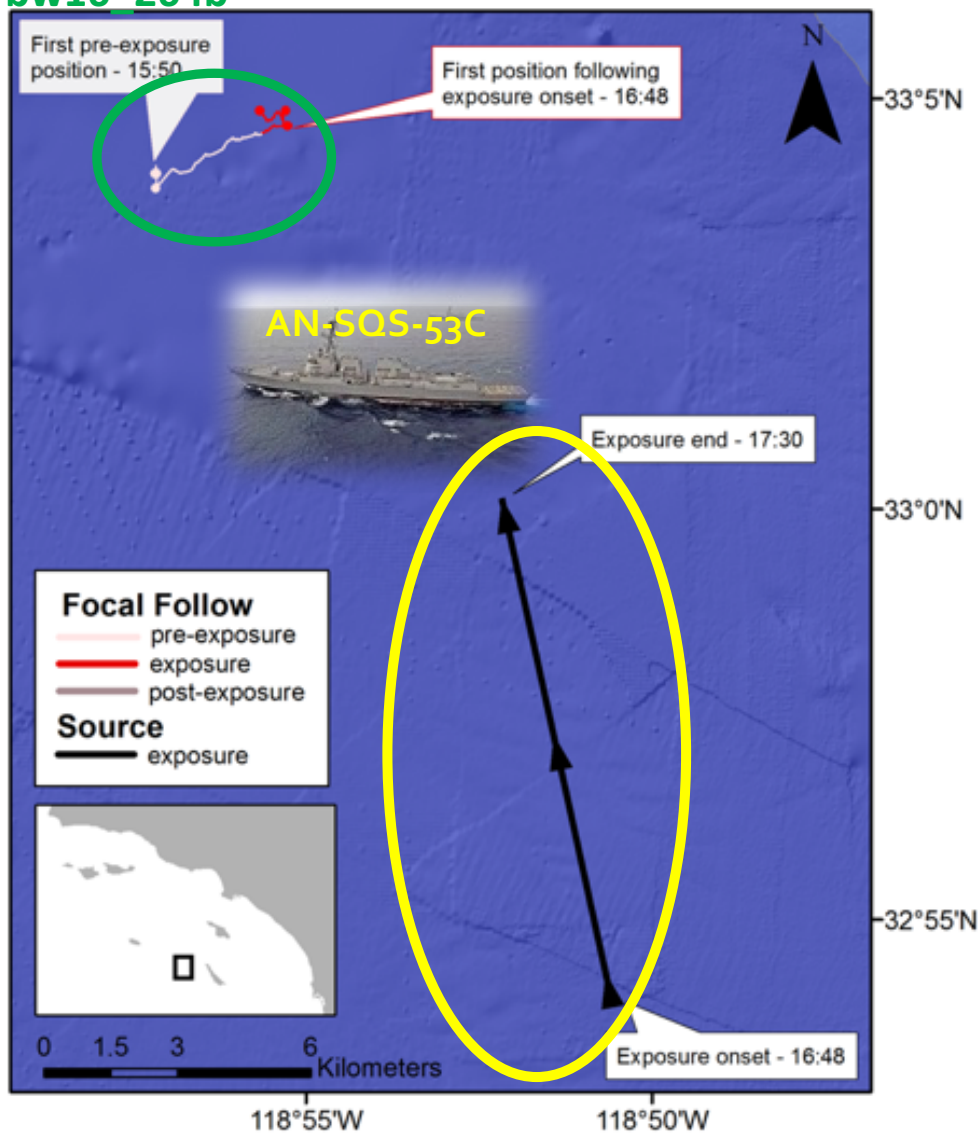 First pre-exposure
position - 15:50
First position following
exposure onset - 16:48
N
33°5'N
AN-SQS-53C
Exposure end - 17:30
33°0'N
Focal Follow
pre-exposure
exposure
post-exposure
Source
exposure
32°55'N
Exposure onset - 16:48
0 1.5 3 6
Kilometers
118°55'W 118°50'W